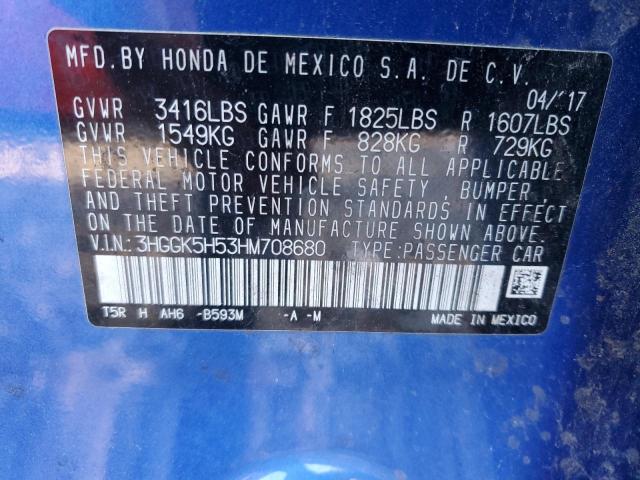 MFD. BY HONDA DE MEXICO S.A. DE C.V.
04/'17
GVWR 3416LBS GAWR F 1825LBS R 1607LBS
GVWR 1549KG GAWR F 828KG R 729KG
THIS VEHICLE CONFORMS TO ALL APPLICABLE
FEDERAL MOTOR VEHICLE SAFETY, BUMPER,
AND THEFT PREVENTION STANDARDS IN EFFECT
ON THE DATE OF MANUFACTURE SHOWN ABOVE.
V.I.N.: 3HGGK5H53HM708680 TYPE:PASSENGER CAR
T5R H AH6 -B593M -A -M MADE IN MEXICO